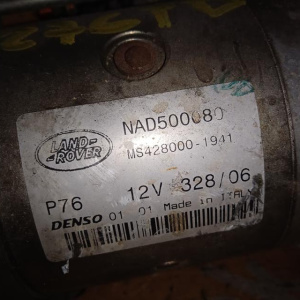 LAND-
ROVER
NAD500080
MS428000-1941
P76 12V 328/06
DENSO 01 01 Made in ITALY